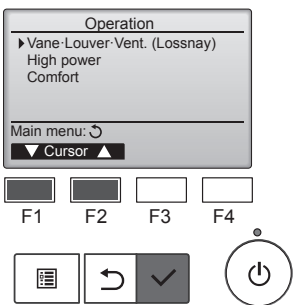 Operation
▶Vane·Louver·Vent. (Lossnay)
High power
Comfort
Main menu: ↺
▼ Cursor ▲
F1 F2 F3 F4